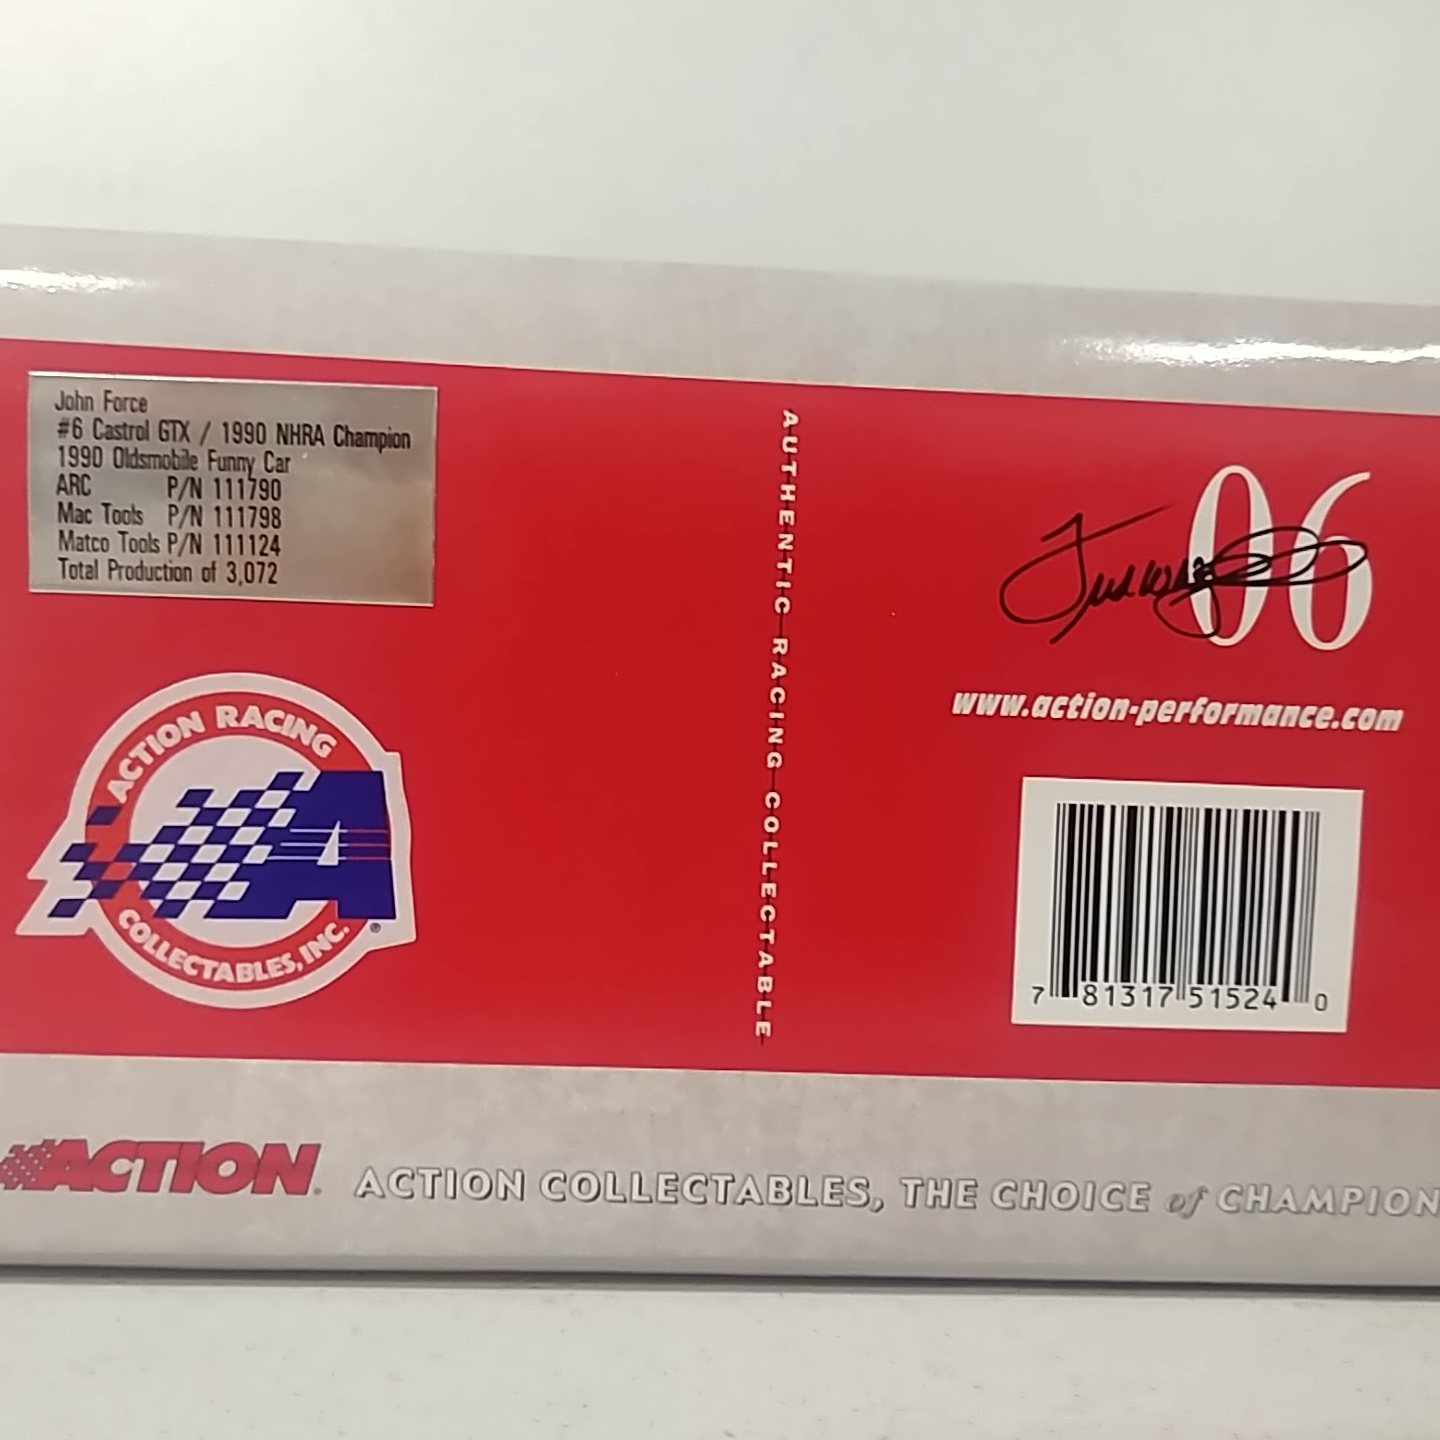 John Force
#6 Castrol GTX / 1990 NHRA Champion
1990 Oldsmobile Funny Car
ARC P/N 111790
Mac Tools P/N 111798
Matco Tools P/N 111124
Total Production of 3,072
ACTION RACING
COLLECTABLES, INC.
®
AUTHENTIC RACING COLLECTABLE
06
www.action-performance.com
7 81317 51524 0
ACTION
ACTION COLLECTABLES, THE CHOICE of CHAMPION